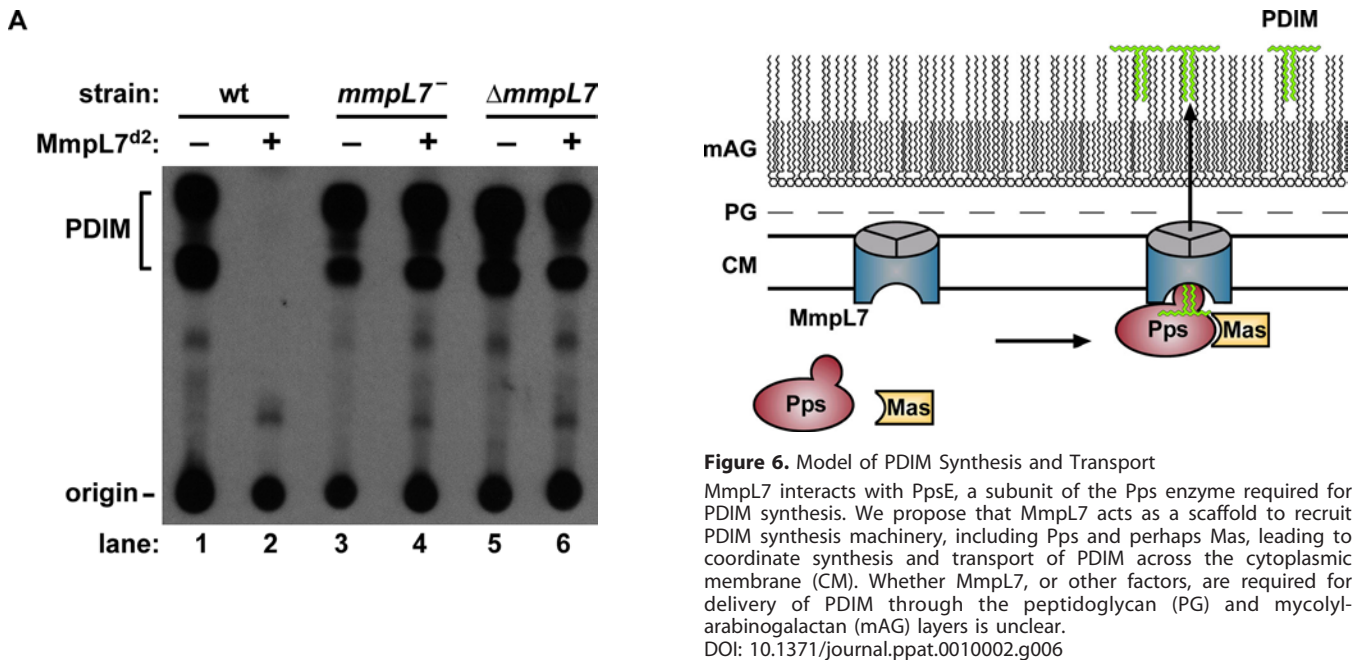 A
strain: wt mmpL7⁻ ΔmmpL7
MmpL7ᵈ²: – + – + – +
PDIM
origin –
lane: 1 2 3 4 5 6
PDIM
mAG
PG
CM
MmpL7
Pps Mas
Pps Mas
Figure 6. Model of PDIM Synthesis and Transport
MmpL7 interacts with PpsE, a subunit of the Pps enzyme required for
PDIM synthesis. We propose that MmpL7 acts as a scaffold to recruit
PDIM synthesis machinery, including Pps and perhaps Mas, leading to
coordinate synthesis and transport of PDIM across the cytoplasmic
membrane (CM). Whether MmpL7, or other factors, are required for
delivery of PDIM through the peptidoglycan (PG) and mycolyl-
arabinogalactan (mAG) layers is unclear.
DOI: 10.1371/journal.ppat.0010002.g006